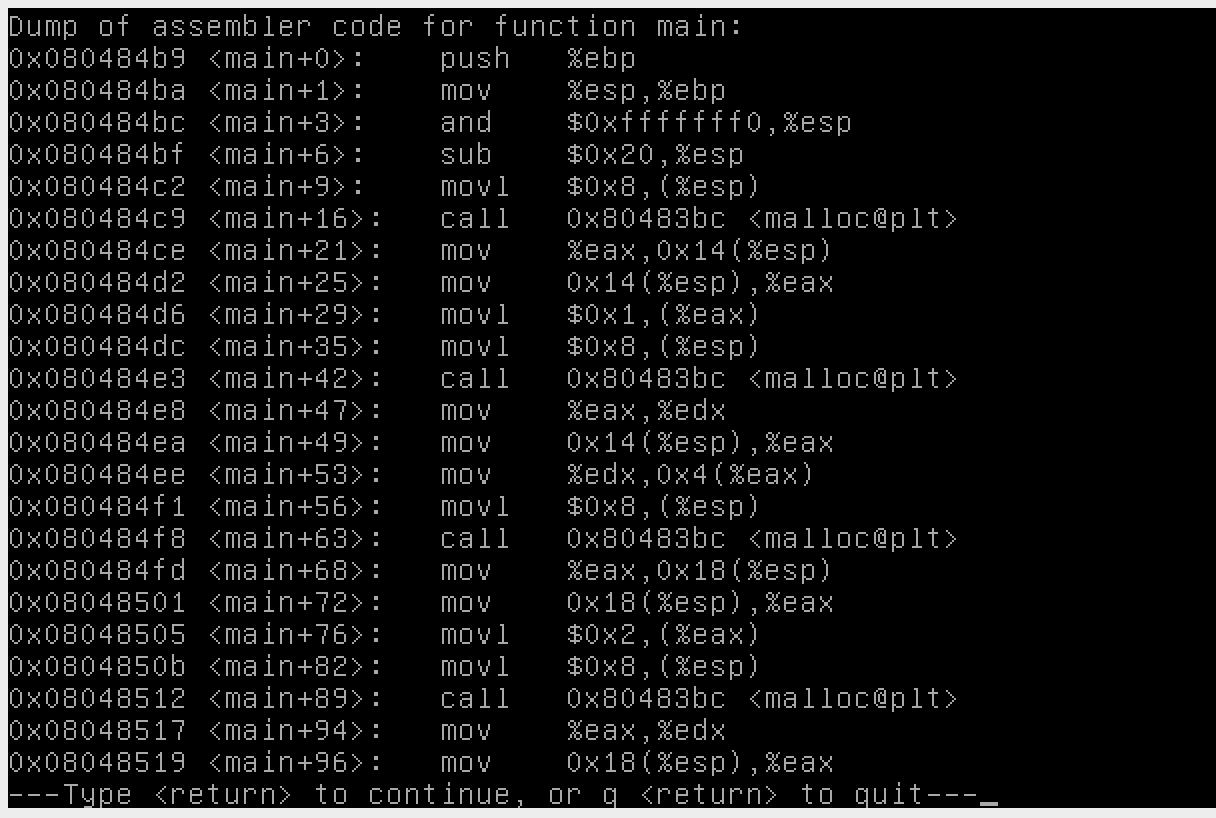 Dump of assembler code for function main:
0x080484b9 <main+0>:    push   %ebp
0x080484ba <main+1>:    mov    %esp,%ebp
0x080484bc <main+3>:    and    $0xfffffff0,%esp
0x080484bf <main+6>:    sub    $0x20,%esp
0x080484c2 <main+9>:    movl   $0x8,(%esp)
0x080484c9 <main+16>:   call   0x80483bc <malloc@plt>
0x080484ce <main+21>:   mov    %eax,0x14(%esp)
0x080484d2 <main+25>:   mov    0x14(%esp),%eax
0x080484d6 <main+29>:   movl   $0x1,(%eax)
0x080484dc <main+35>:   movl   $0x8,(%esp)
0x080484e3 <main+42>:   call   0x80483bc <malloc@plt>
0x080484e8 <main+47>:   mov    %eax,%edx
0x080484ea <main+49>:   mov    0x14(%esp),%eax
0x080484ee <main+53>:   mov    %edx,0x4(%eax)
0x080484f1 <main+56>:   movl   $0x8,(%esp)
0x080484f8 <main+63>:   call   0x80483bc <malloc@plt>
0x080484fd <main+68>:   mov    %eax,0x18(%esp)
0x08048501 <main+72>:   mov    0x18(%esp),%eax
0x08048505 <main+76>:   movl   $0x2,(%eax)
0x0804850b <main+82>:   movl   $0x8,(%esp)
0x08048512 <main+89>:   call   0x80483bc <malloc@plt>
0x08048517 <main+94>:   mov    %eax,%edx
0x08048519 <main+96>:   mov    0x18(%esp),%eax
---Type <return> to continue, or q <return> to quit---_